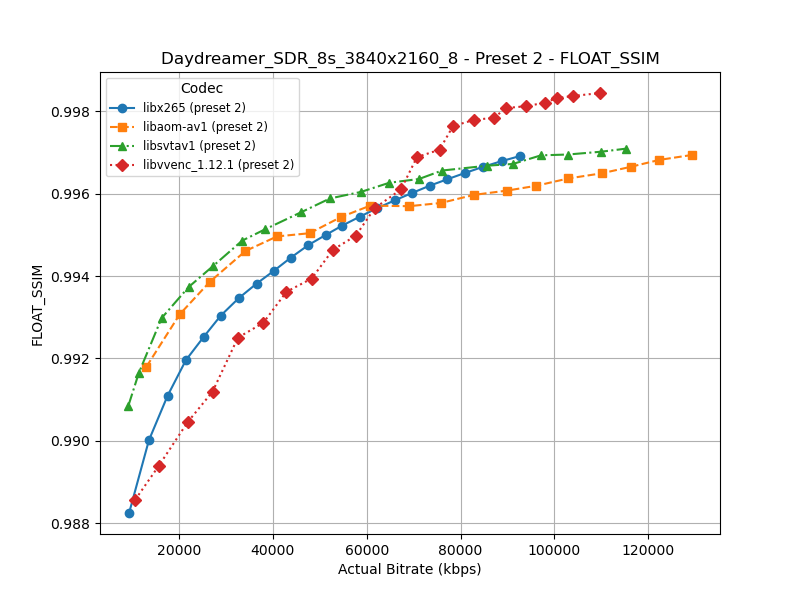 Daydreamer_SDR_8s_3840x2160_8 - Preset 2 - FLOAT_SSIM
Codec
libx265 (preset 2)
libaom-av1 (preset 2)
libsvtav1 (preset 2)
libvvenc_1.12.1 (preset 2)
FLOAT_SSIM
0.998
0.996
0.994
0.992
0.990
0.988
20000 40000 60000 80000 100000 120000
Actual Bitrate (kbps)